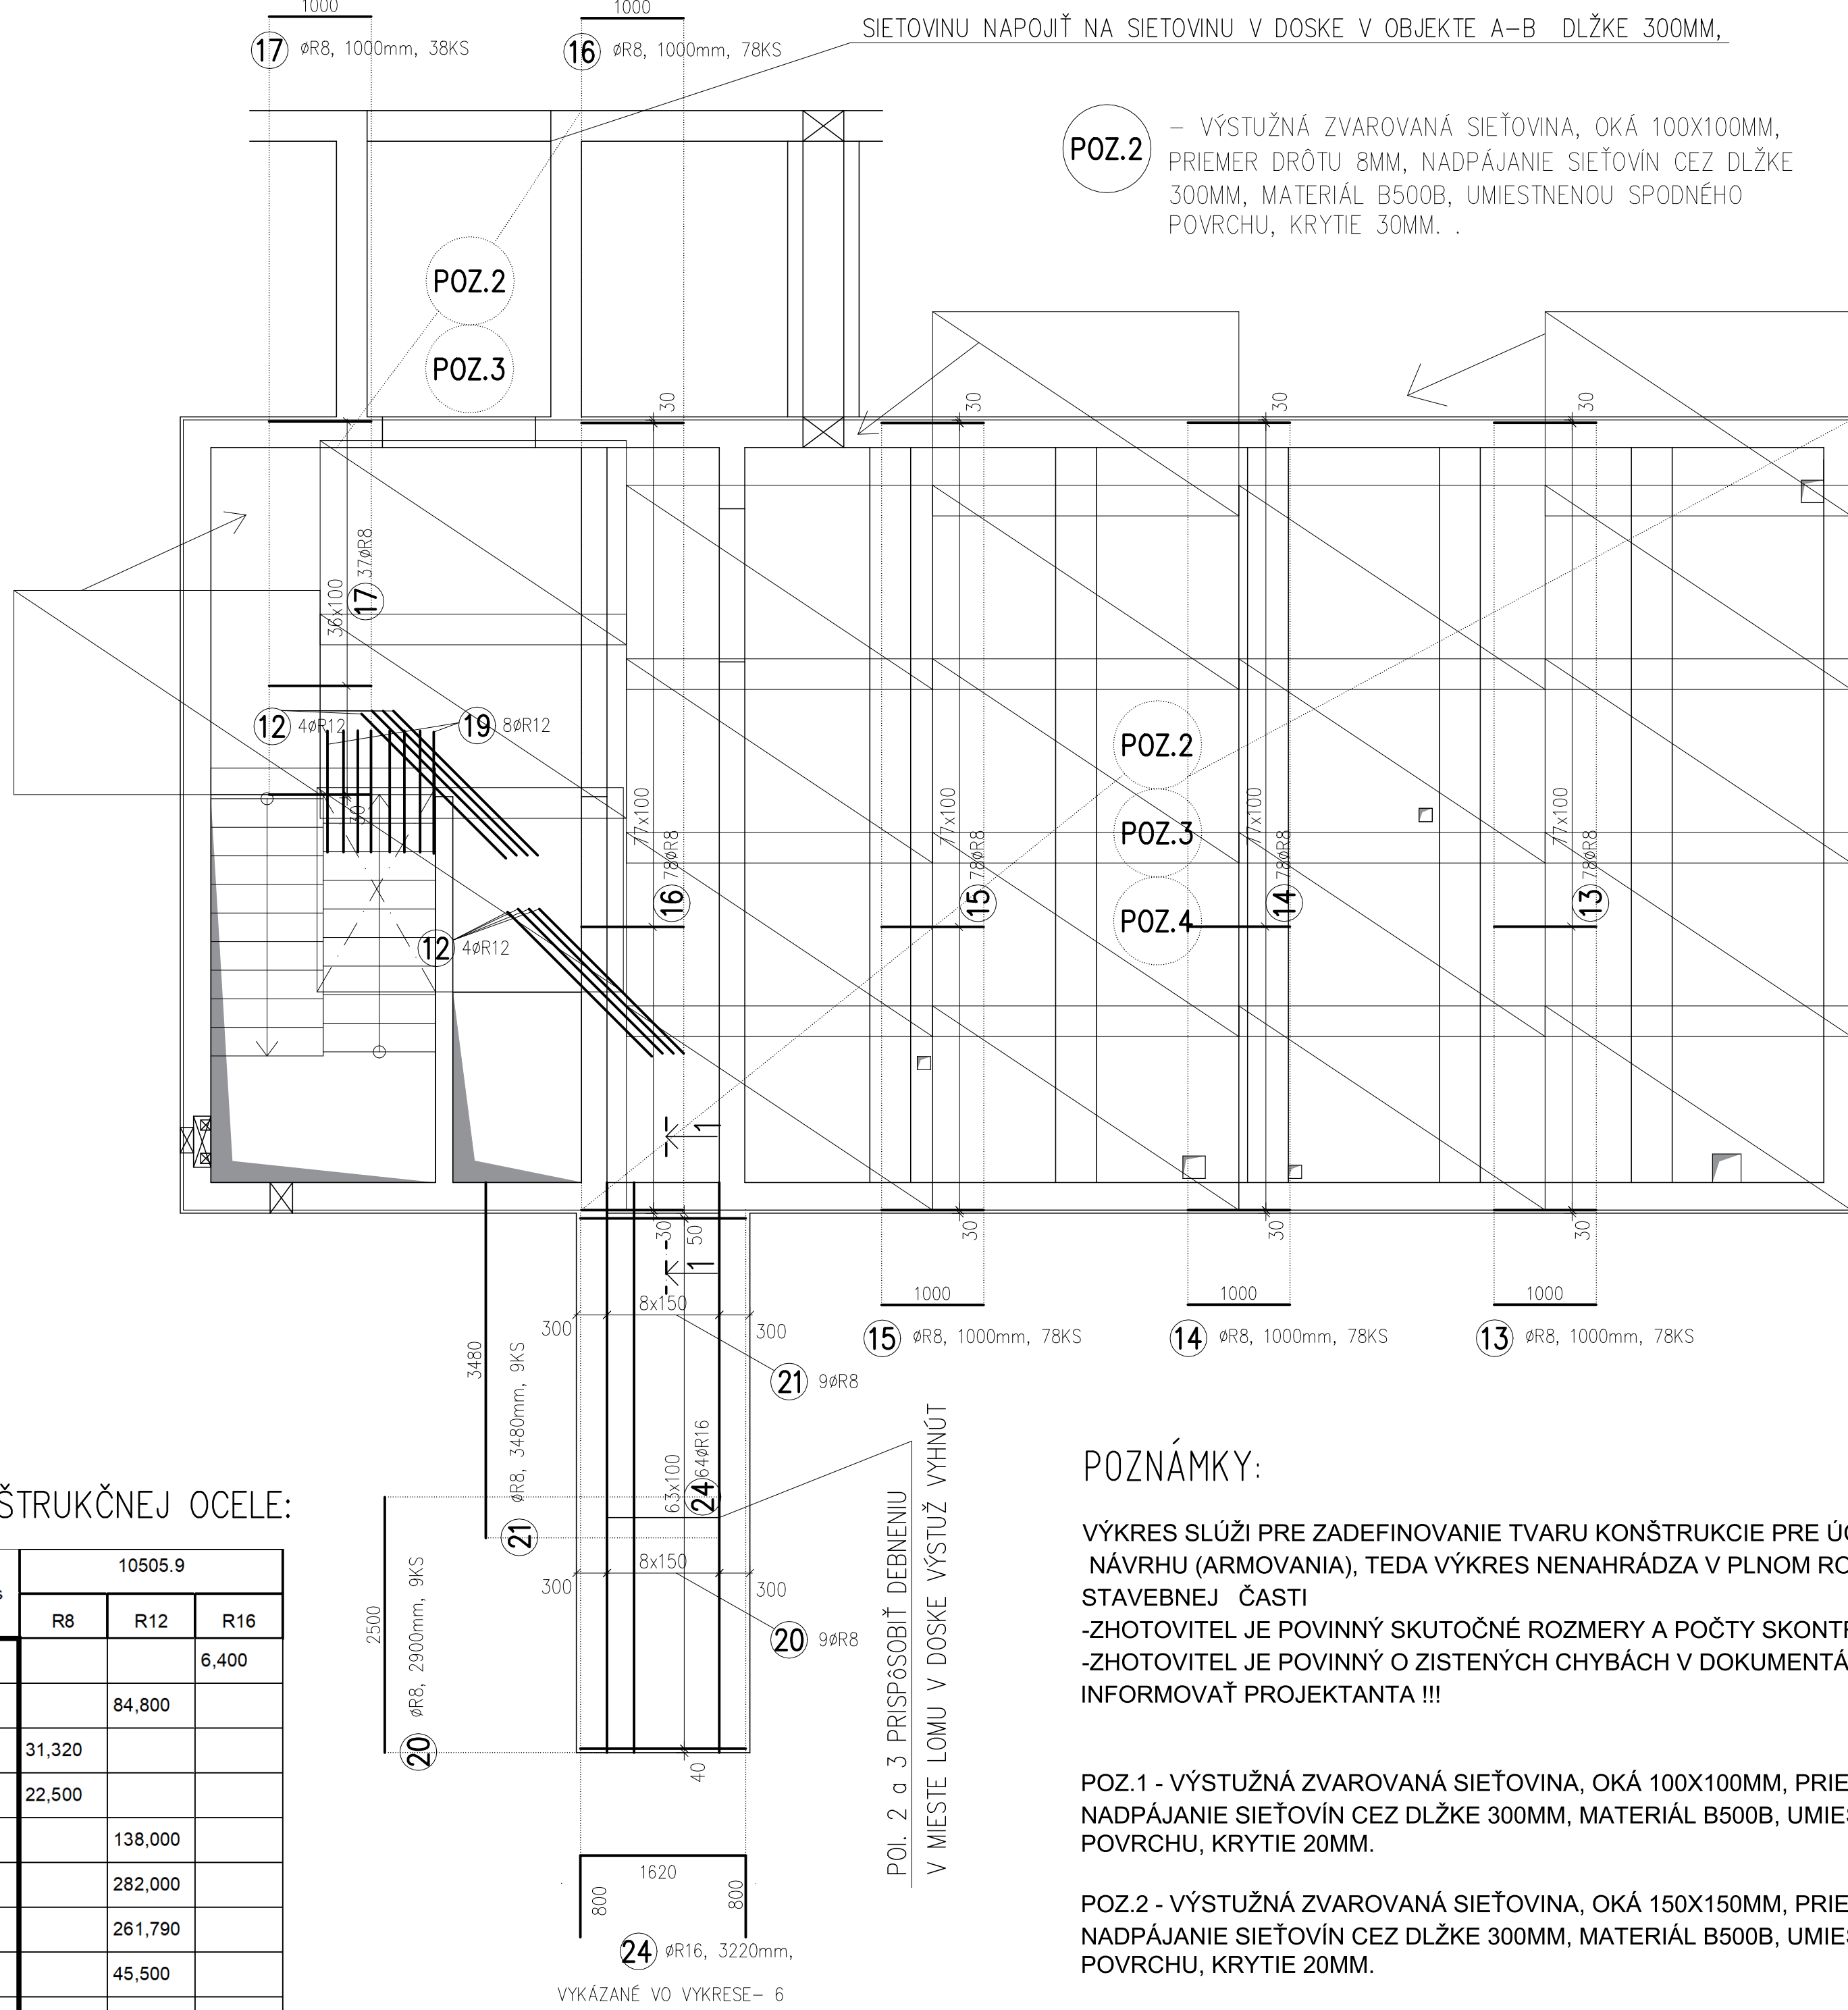 1000
17 øR8, 1000mm, 38KS
1000
16 øR8, 1000mm, 78KS
SIETOVINU NAPOJIŤ NA SIETOVINU V DOSKE V OBJEKTE A-B DLŽKE 300MM,
POZ.2
- VÝSTUŽNÁ ZVAROVANÁ SIEŤOVINA, OKÁ 100X100MM,
PRIEMER DRÔTU 8MM, NADPÁJANIE SIEŤOVÍN CEZ DLŽKE
300MM, MATERIÁL B500B, UMIESTNENOU SPODNÉHO
POVRCHU, KRYTIE 30MM. .
POZ.2
POZ.3
30
30
30
30
36x100
17 37øR8
12 4øR12
19 8øR12
30
77x100
16 78øR8
77x100
15 78øR8
77x100
14 78øR8
77x100
13 78øR8
POZ.2
POZ.3
POZ.4
12 4øR12
1
1
30
50
30
30
30
300
8x150
300
21 9øR8
3480
21 øR8, 3480mm, 9KS
63x100
24 64øR16
300
8x150
300
20 9øR8
2500
20 øR8, 2900mm, 9KS
40
1000
15 øR8, 1000mm, 78KS
1000
14 øR8, 1000mm, 78KS
1000
13 øR8, 1000mm, 78KS
POl. 2 a 3 PRISPôSOBIŤ DEBNENIU
V MIESTE LOMU V DOSKE VÝSTUŽ VYHNÚT
1620
800
800
24 øR16, 3220mm,
VYKÁZANÉ VO VYKRESE- 6
ŠTRUKČNEJ OCELE:
10505.9
s
R8 R12 R16
6,400
84,800
31,320
22,500
138,000
282,000
261,790
45,500
POZNÁMKY:
VÝKRES SLÚŽI PRE ZADEFINOVANIE TVARU KONŠTRUKCIE PRE ÚČ
NÁVRHU (ARMOVANIA), TEDA VÝKRES NENAHRÁDZA V PLNOM RO
STAVEBNEJ ČASTI
-ZHOTOVITEL JE POVINNÝ SKUTOČNÉ ROZMERY A POČTY SKONTR
-ZHOTOVITEL JE POVINNÝ O ZISTENÝCH CHYBÁCH V DOKUMENTÁ
INFORMOVAŤ PROJEKTANTA !!!
POZ.1 - VÝSTUŽNÁ ZVAROVANÁ SIEŤOVINA, OKÁ 100X100MM, PRIE
NADPÁJANIE SIEŤOVÍN CEZ DLŽKE 300MM, MATERIÁL B500B, UMIES
POVRCHU, KRYTIE 20MM.
POZ.2 - VÝSTUŽNÁ ZVAROVANÁ SIEŤOVINA, OKÁ 150X150MM, PRIE
NADPÁJANIE SIEŤOVÍN CEZ DLŽKE 300MM, MATERIÁL B500B, UMIES
POVRCHU, KRYTIE 20MM.